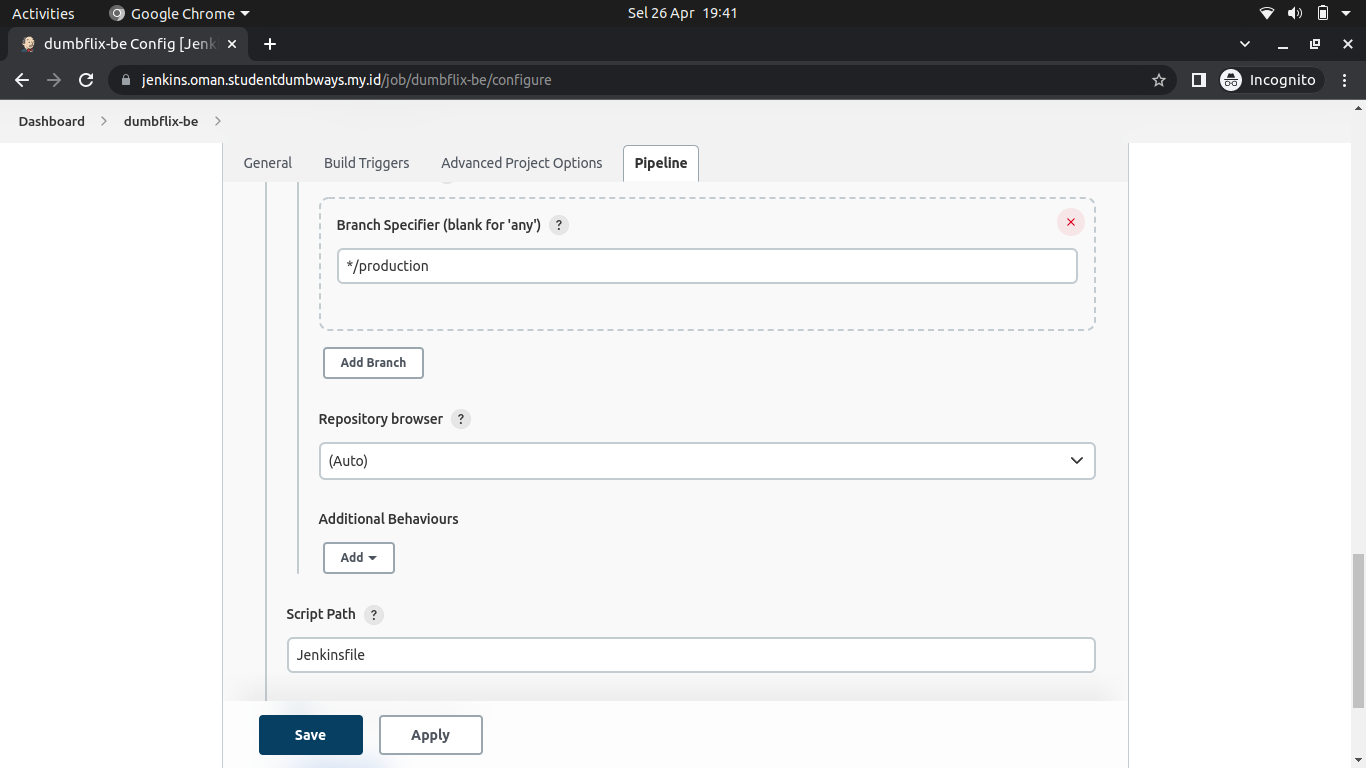 Activities Google Chrome Sel 26 Apr 19:41
dumbflix-be Config [Jenk
jenkins.oman.studentdumbways.my.id/job/dumbflix-be/configure Incognito
Dashboard dumbflix-be
General Build Triggers Advanced Project Options Pipeline
Branch Specifier (blank for 'any') ?
*/production
Add Branch
Repository browser ?
(Auto)
Additional Behaviours
Add
Script Path ?
Jenkinsfile
Save Apply